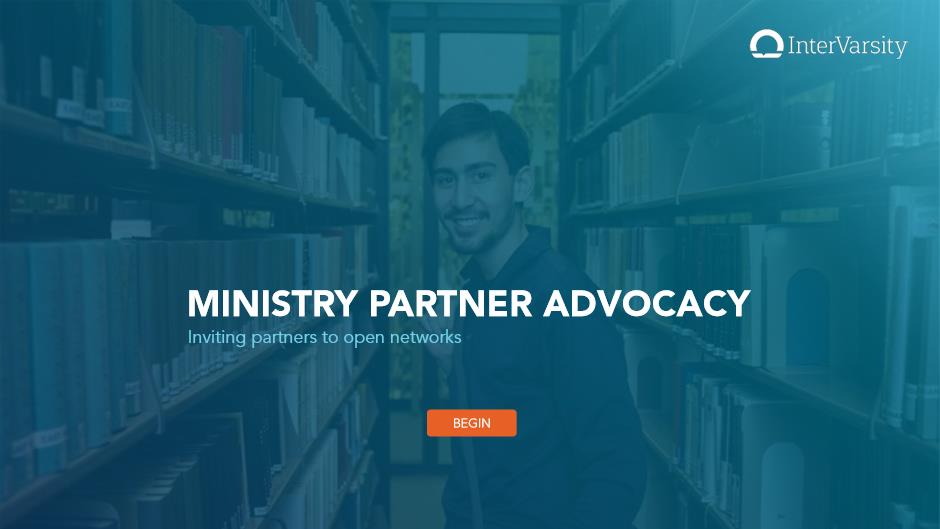 InterVarsity
MINISTRY PARTNER ADVOCACY
Inviting partners to open networks
BEGIN